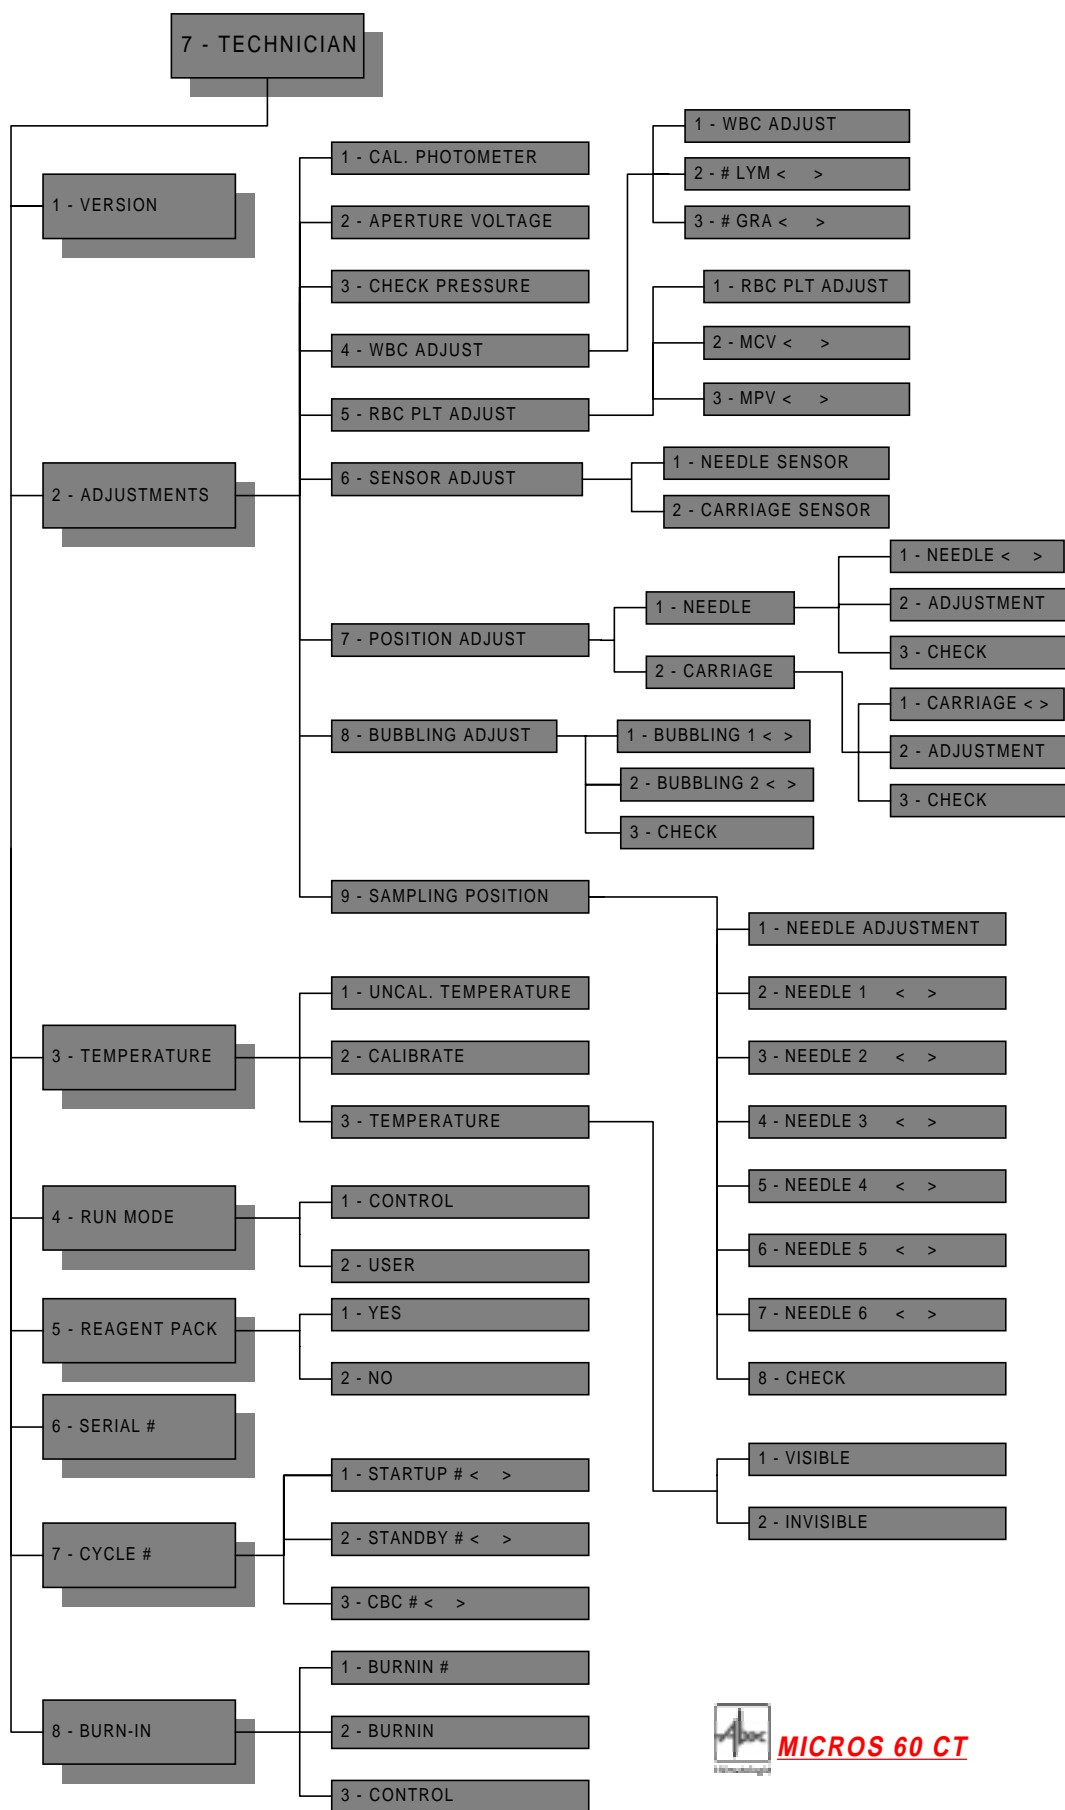 7 - TECHNICIAN
1 - VERSION
2 - ADJUSTMENTS
1 - CAL. PHOTOMETER
2 - APERTURE VOLTAGE
3 - CHECK PRESSURE
4 - WBC ADJUST
1 - WBC ADJUST
2 - # LYM < >
3 - # GRA < >
5 - RBC PLT ADJUST
1 - RBC PLT ADJUST
2 - MCV < >
3 - MPV < >
6 - SENSOR ADJUST
1 - NEEDLE SENSOR
2 - CARRIAGE SENSOR
7 - POSITION ADJUST
1 - NEEDLE
1 - NEEDLE < >
2 - ADJUSTMENT
3 - CHECK
2 - CARRIAGE
1 - CARRIAGE < >
2 - ADJUSTMENT
3 - CHECK
8 - BUBBLING ADJUST
1 - BUBBLING 1 < >
2 - BUBBLING 2 < >
3 - CHECK
9 - SAMPLING POSITION
1 - NEEDLE ADJUSTMENT
2 - NEEDLE 1 < >
3 - NEEDLE 2 < >
4 - NEEDLE 3 < >
5 - NEEDLE 4 < >
6 - NEEDLE 5 < >
7 - NEEDLE 6 < >
8 - CHECK
3 - TEMPERATURE
1 - UNCAL. TEMPERATURE
2 - CALIBRATE
3 - TEMPERATURE
1 - VISIBLE
2 - INVISIBLE
4 - RUN MODE
1 - CONTROL
2 - USER
5 - REAGENT PACK
1 - YES
2 - NO
6 - SERIAL #
7 - CYCLE #
1 - STARTUP # < >
2 - STANDBY # < >
3 - CBC # < >
8 - BURN-IN
1 - BURNIN #
2 - BURNIN
3 - CONTROL
MICROS 60 CT